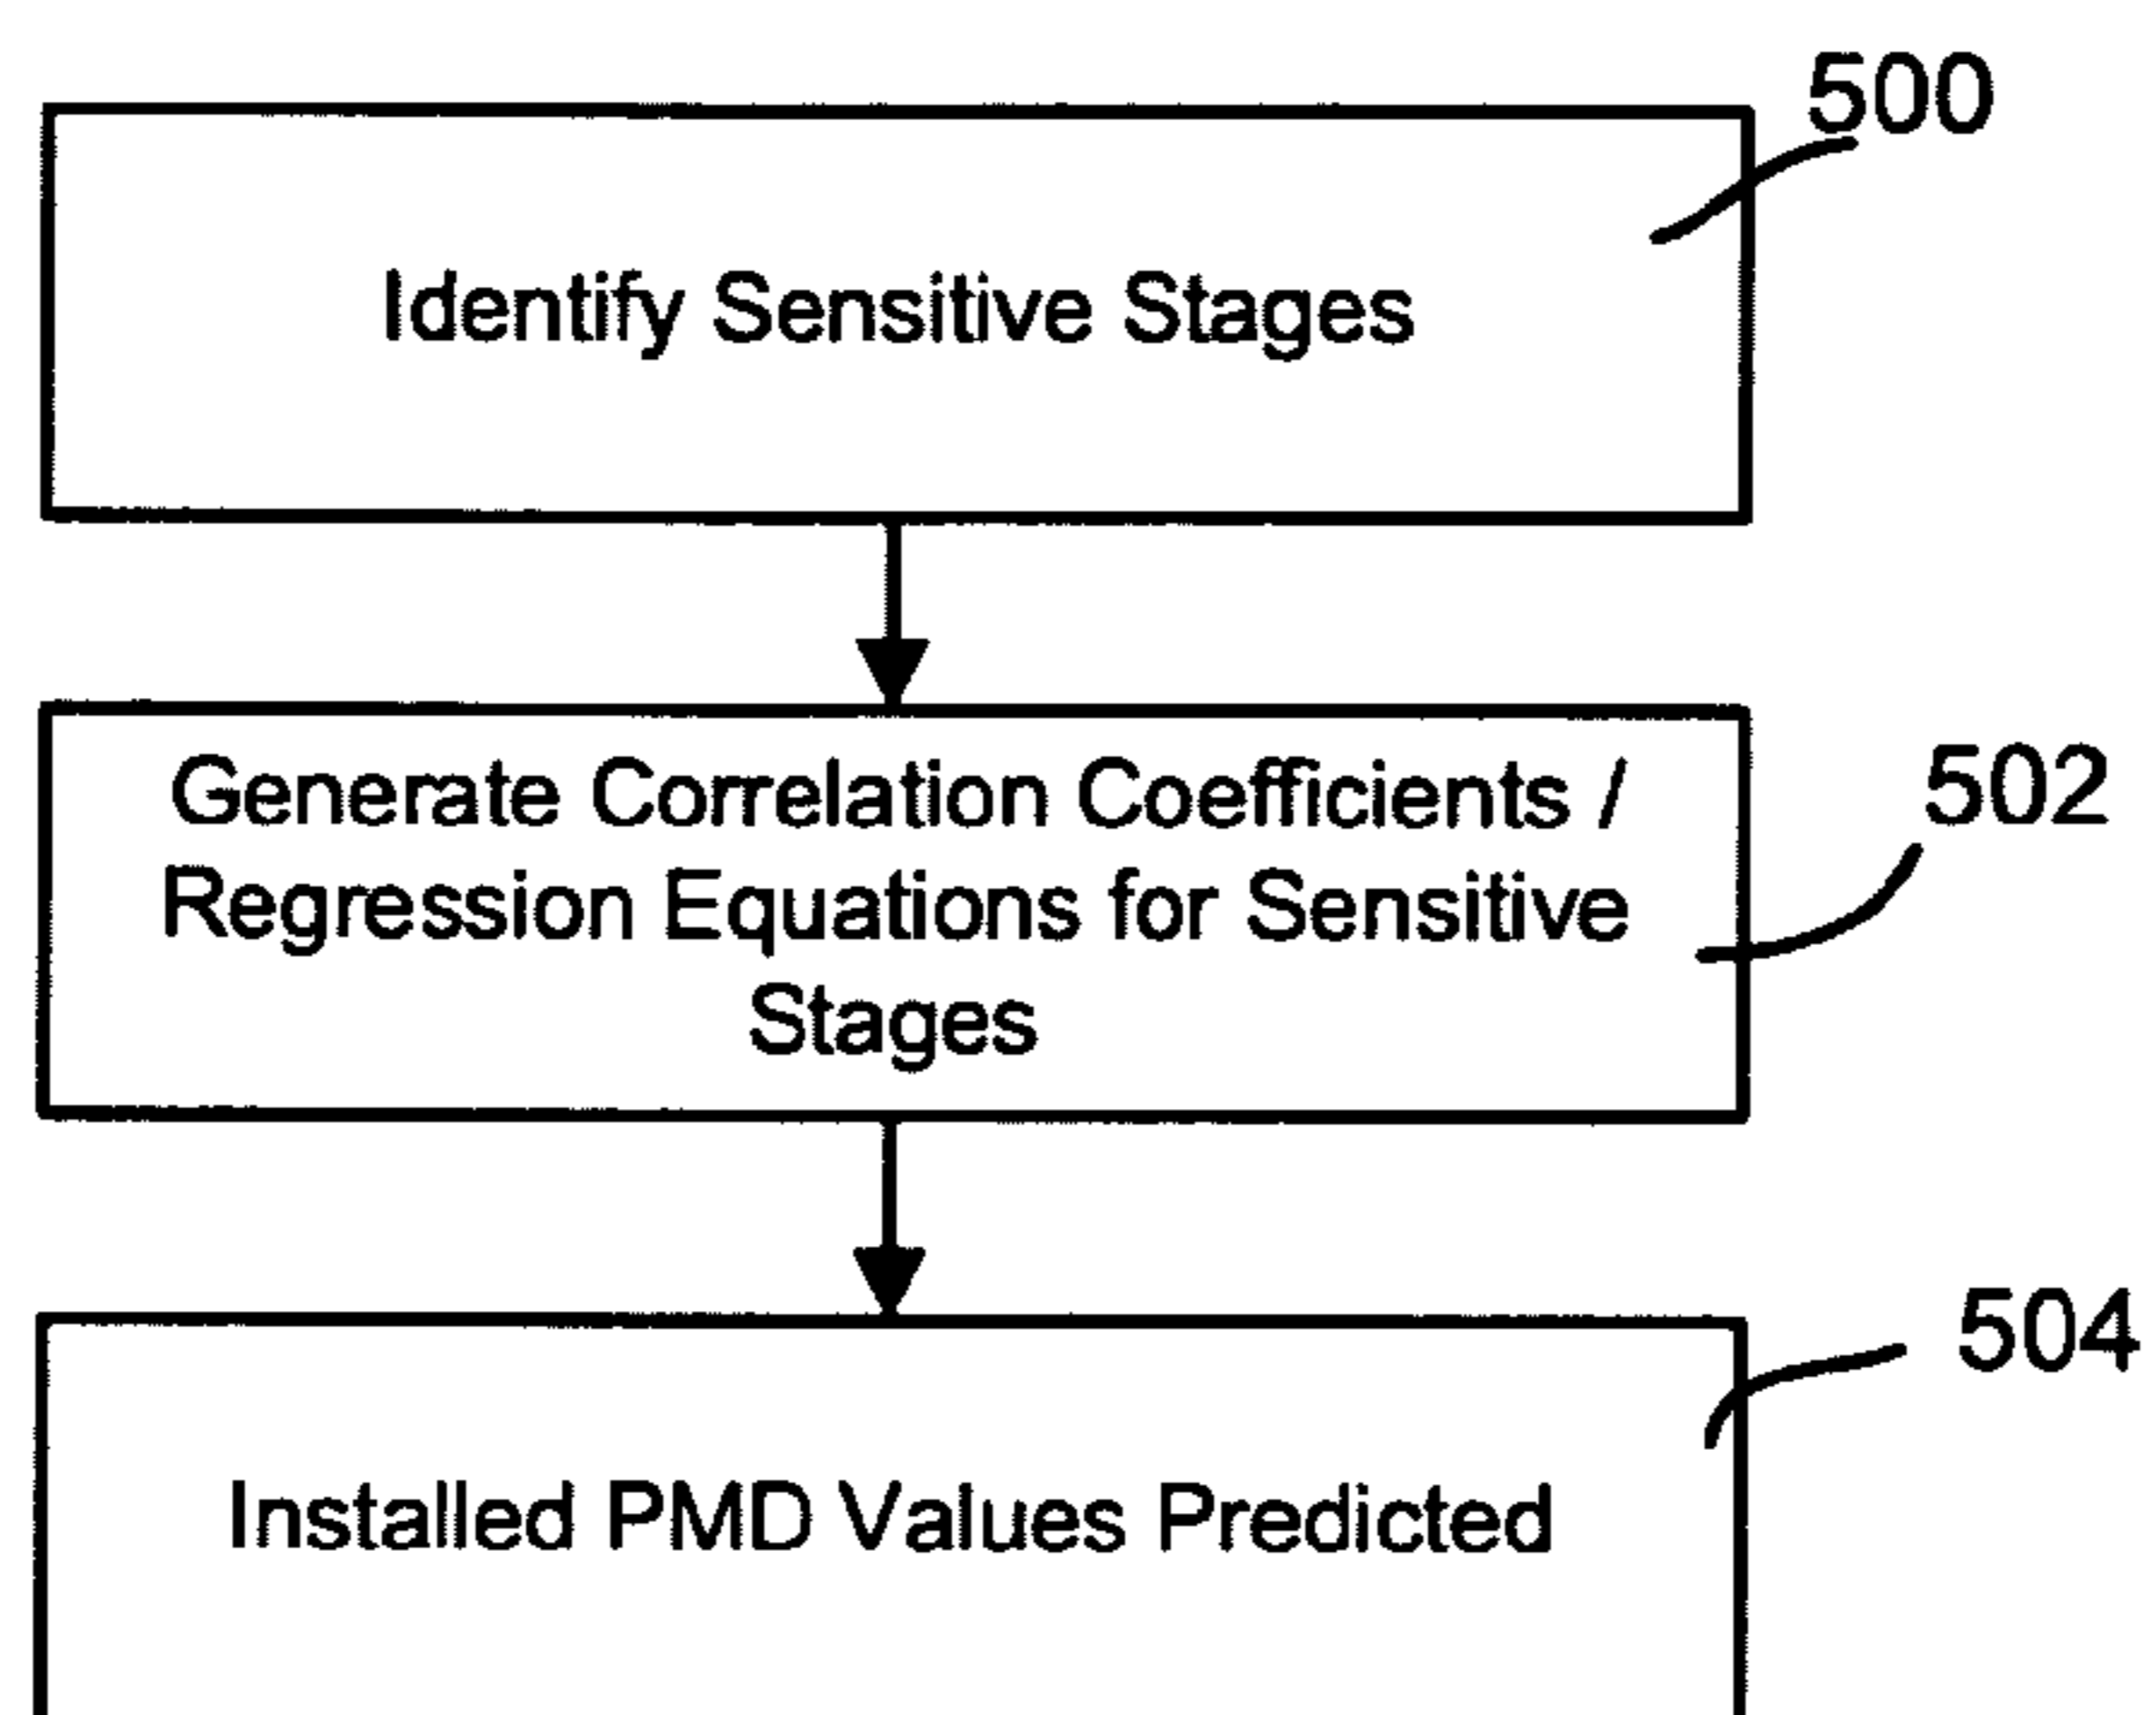 500
Identify Sensitive Stages
Generate Correlation Coefficients /
Regression Equations for Sensitive
Stages
502
504
Installed PMD Values Predicted